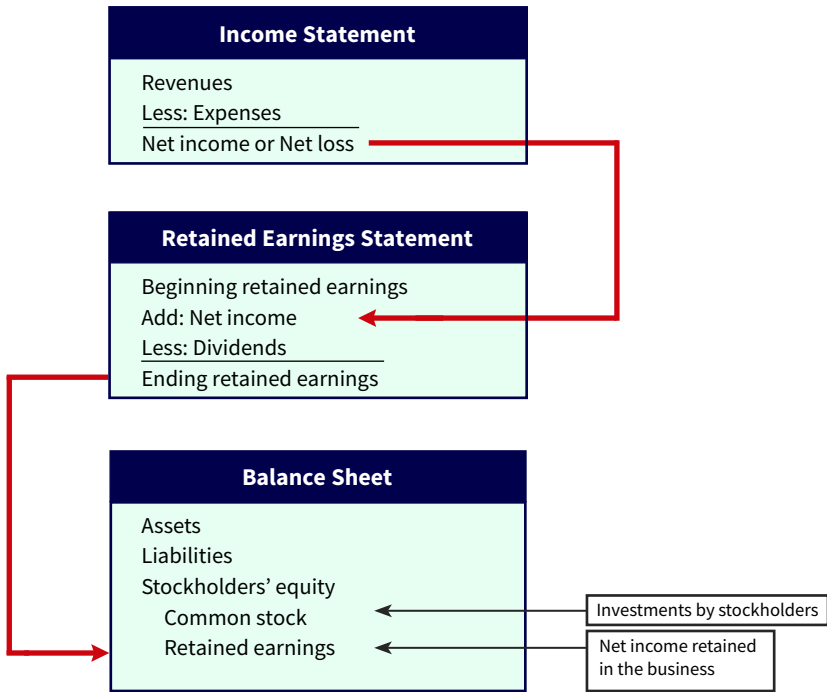 Income Statement
Revenues
Less: Expenses
Net income or Net loss
Retained Earnings Statement
Beginning retained earnings
Add: Net income
Less: Dividends
Ending retained earnings
Balance Sheet
Assets
Liabilities
Stockholders’ equity
Common stock
Investments by stockholders
Retained earnings
Net income retained
in the business